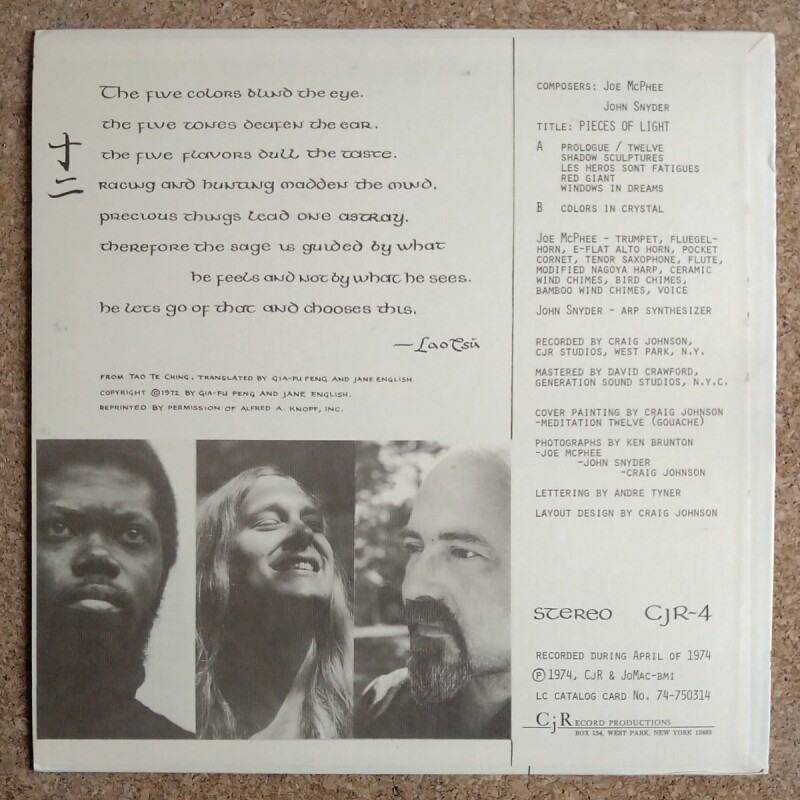 The five colors blind the eye.
the five tones deafen the ear.
十二
the five flavors dull the taste.
racing and hunting madden the mind,
precious things lead one astray,
therefore the sage is guided by what
he feels and not by what he sees.
he lets go of that and chooses this.
—Lao Tsü
FROM TAO TE CHING, TRANSLATED BY GIA-FU FENG AND JANE ENGLISH.
COPYRIGHT ©1972 BY GIA-FU FENG AND JANE ENGLISH.
REPRINTED BY PERMISSION OF ALFRED A. KNOPF, INC.
COMPOSERS: JOE MCPHEE
JOHN SNYDER
TITLE: PIECES OF LIGHT
A PROLOGUE / TWELVE
SHADOW SCULPTURES
LES HEROS SONT FATIGUES
RED GIANT
WINDOWS IN DREAMS
B COLORS IN CRYSTAL
JOE MCPHEE - TRUMPET, FLUEGEL-
HORN, E-FLAT ALTO HORN, POCKET
CORNET, TENOR SAXOPHONE, FLUTE,
MODIFIED NAGOYA HARP, CERAMIC
WIND CHIMES, BIRD CHIMES,
BAMBOO WIND CHIMES, VOICE
JOHN SNYDER - ARP SYNTHESIZER
RECORDED BY CRAIG JOHNSON,
CJR STUDIOS, WEST PARK, N.Y.
MASTERED BY DAVID CRAWFORD,
GENERATION SOUND STUDIOS, N.Y.C.
COVER PAINTING BY CRAIG JOHNSON
-MEDITATION TWELVE (GOUACHE)
PHOTOGRAPHS BY KEN BRUNTON
-JOE MCPHEE
-JOHN SNYDER
-CRAIG JOHNSON
LETTERING BY ANDRE TYNER
LAYOUT DESIGN BY CRAIG JOHNSON
STEREO CJR-4
RECORDED DURING APRIL OF 1974
Ⓟ1974, CJR & JOMAC-BMI
LC CATALOG CARD No. 74-750314
CjRECORD PRODUCTIONS
BOX 154, WEST PARK, NEW YORK 12493